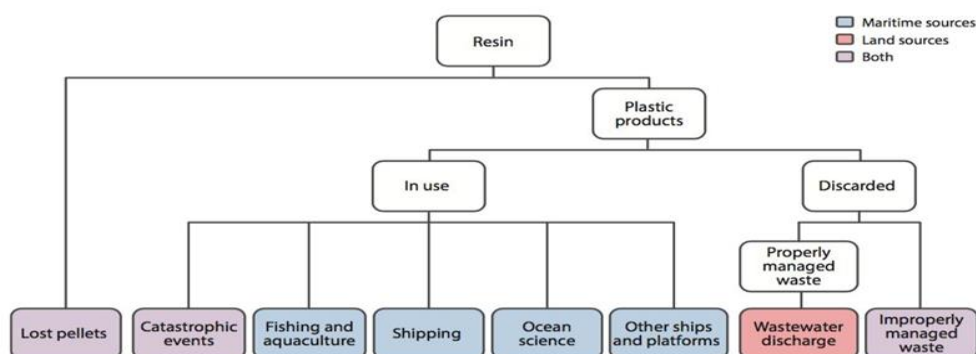 Maritime sources
Land sources
Both
Resin
Plastic
products
In use
Discarded
Properly
managed
waste
Lost pellets
Catastrophic
events
Fishing and
aquaculture
Shipping
Ocean
science
Other ships
and platforms
Wastewater
discharge
Improperly
managed
waste